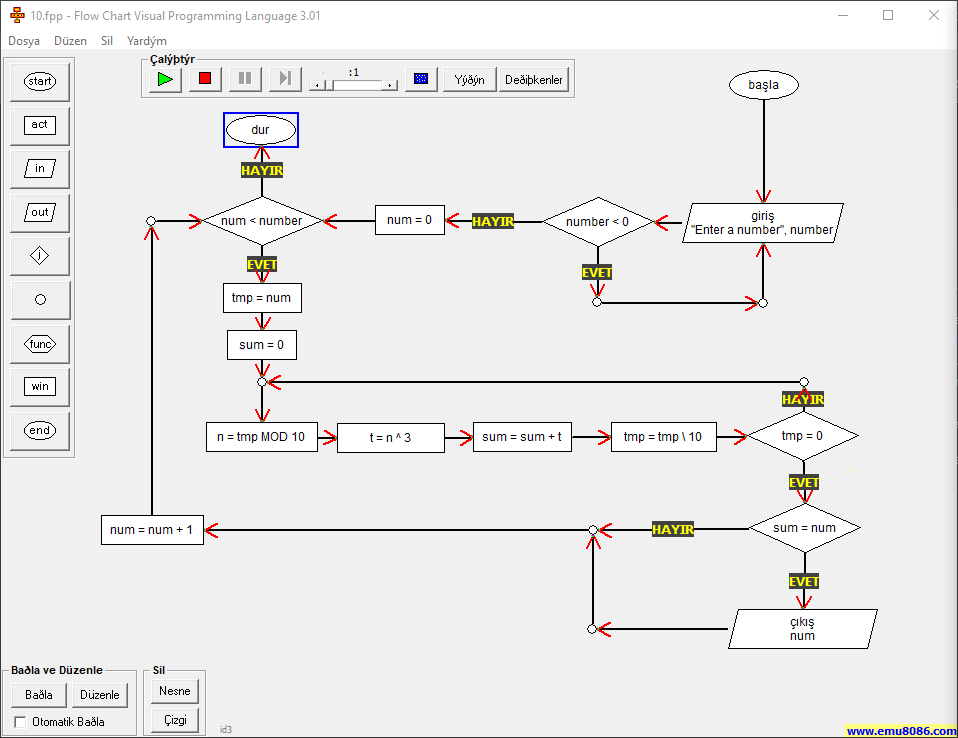 10.fpp - Flow Chart Visual Programming Language 3.01
Dosya Düzen Sil Yardým
Çalýþtýr
:1
Yýðýn
Deðiþkenler
start
act
in
out
j
func
win
end
başla
dur
HAYIR
num < number
num = 0
HAYIR
number < 0
giriş
"Enter a number", number
EVET
EVET
tmp = num
sum = 0
HAYIR
n = tmp MOD 10
t = n ^ 3
sum = sum + t
tmp = tmp \ 10
tmp = 0
EVET
num = num + 1
HAYIR
sum = num
EVET
çıkış
num
Baðla ve Düzenle
Baðla
Düzenle
Otomatik Baðla
Sil
Nesne
Çizgi
id3
www.emu8086.com